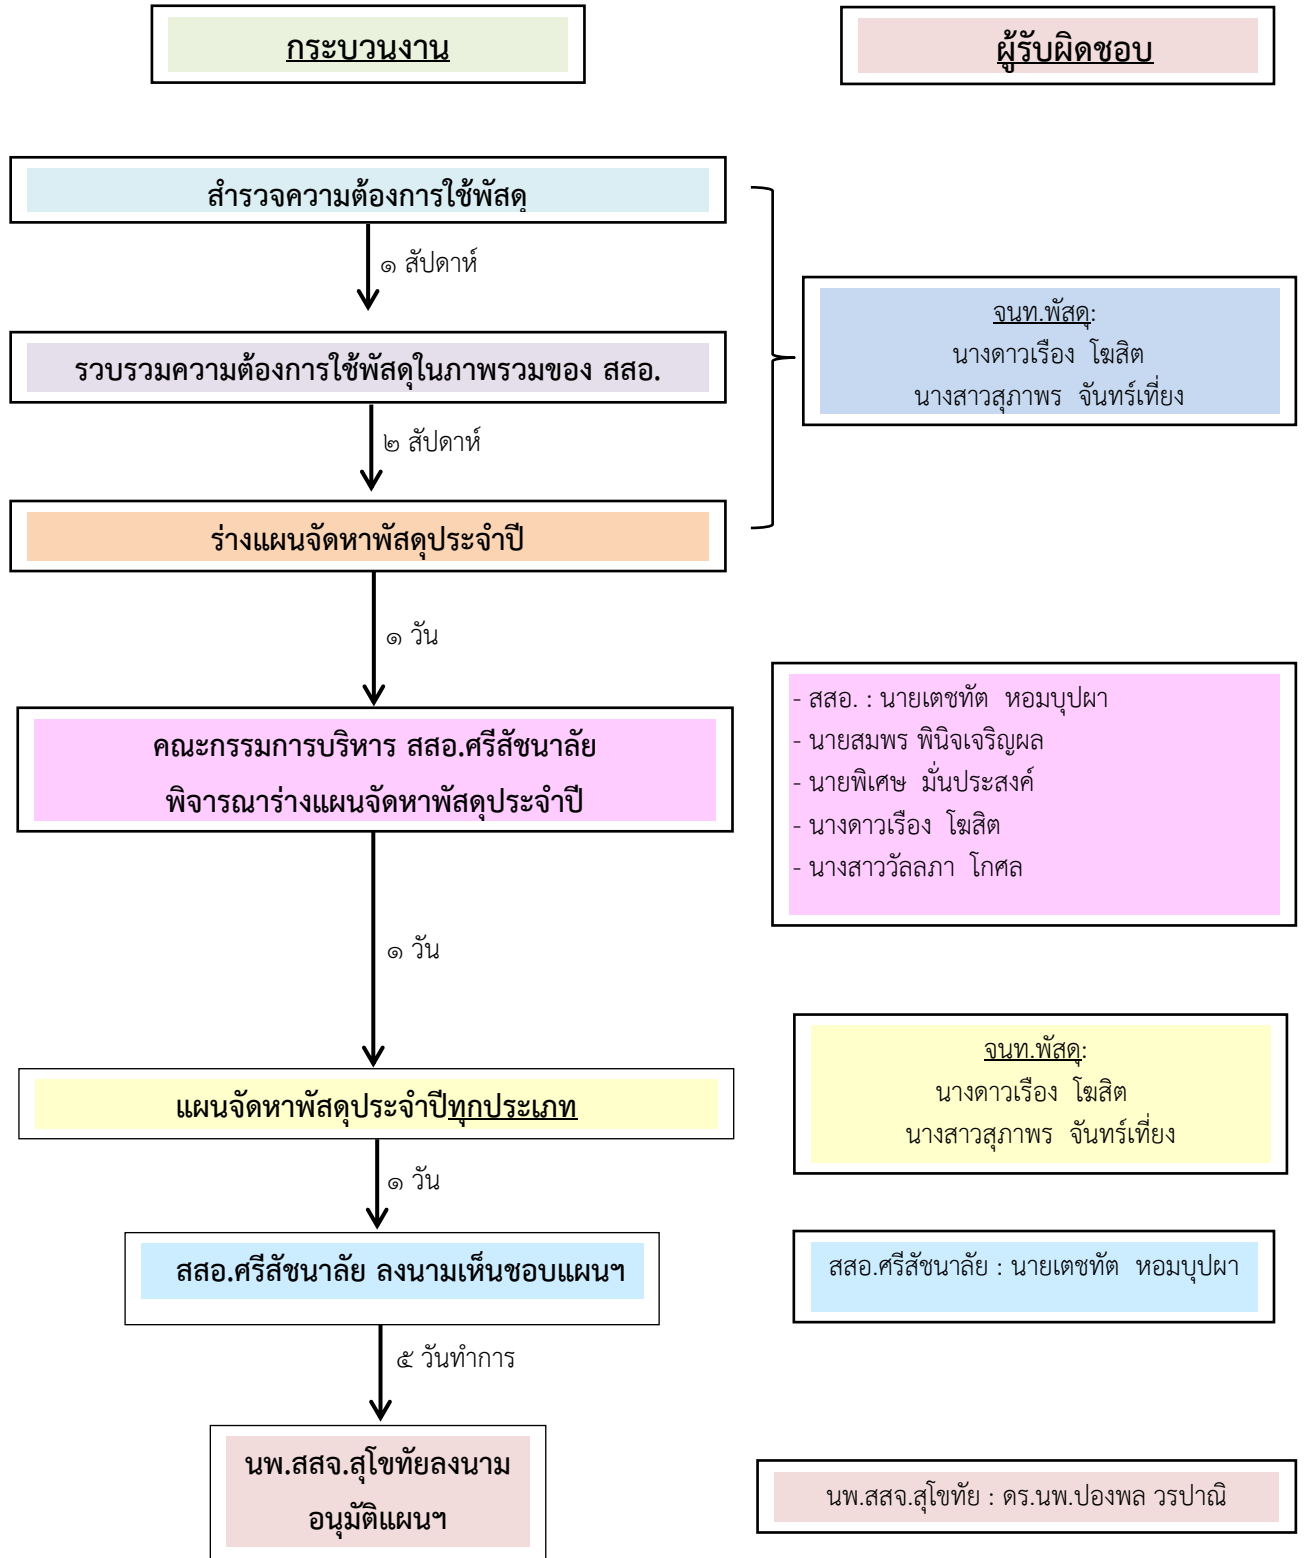 กระบวนงาน
ผู้รับผิดชอบ
สำรวจความต้องการใช้พัสดุ
๑ สัปดาห์
รวบรวมความต้องการใช้พัสดุในภาพรวมของ สสอ.
จนท.พัสดุ:
นางดาวเรือง โฆสิต
นางสาวสุภาพร จันทร์เที่ยง
๒ สัปดาห์
ร่างแผนจัดหาพัสดุประจำปี
๑ วัน
คณะกรรมการบริหาร สสอ.ศรีสัชนาลัย
พิจารณาร่างแผนจัดหาพัสดุประจำปี
- สสอ. : นายเตชทัต หอมบุปผา
- นายสมพร พินิจเจริญผล
- นายพิเศษ มั่นประสงค์
- นางดาวเรือง โฆสิต
- นางสาววัลลภา โกศล
๑ วัน
แผนจัดหาพัสดุประจำปีทุกประเภท
จนท.พัสดุ:
นางดาวเรือง โฆสิต
นางสาวสุภาพร จันทร์เที่ยง
๑ วัน
สสอ.ศรีสัชนาลัย ลงนามเห็นชอบแผนฯ
สสอ.ศรีสัชนาลัย : นายเตชทัต หอมบุปผา
๕ วันทำการ
นพ.สสจ.สุโขทัยลงนาม
อนุมัติแผนฯ
นพ.สสจ.สุโขทัย : ดร.นพ.ปองพล วรปาณิ